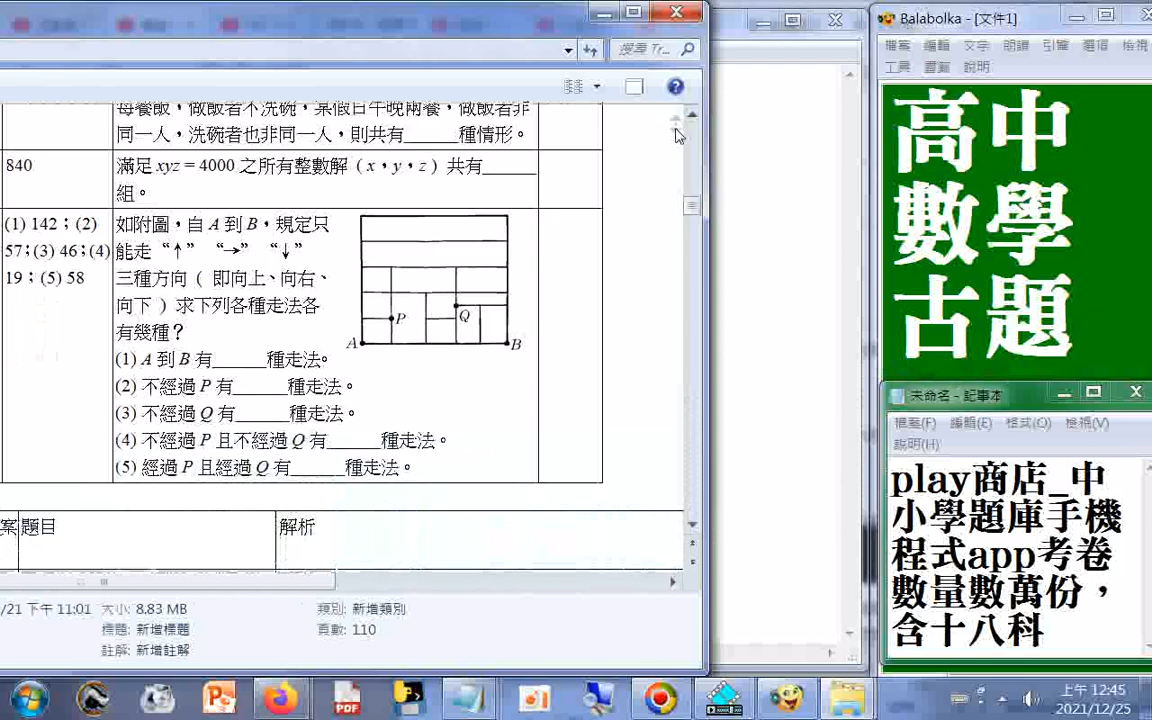 搜尋 Tr...
每餐飯，做飯者不洗碗，某假日午晚兩餐，做飯者非
同一人，洗碗者也非同一人，則共有______種情形。
840
滿足 xyz = 4000 之所有整數解（x，y，z）共有______
組。
(1) 142；(2)
57；(3) 46；(4)
19；(5) 58
如附圖，自 A 到 B，規定只
能走“↑” “→” “↓”
三種方向（ 即向上、向右、
向下 ）求下列各種走法各
有幾種？
P
Q
A
B
(1) A 到 B 有______種走法。
(2) 不經過 P 有______種走法。
(3) 不經過 Q 有______種走法。
(4) 不經過 P 且不經過 Q 有______種走法。
(5) 經過 P 且經過 Q 有______種走法。
案
題目
解析
/21 下午 11:01
大小: 8.83 MB
標題: 新增標題
註解: 新增註解
類別: 新增類別
頁數: 110
Balabolka - [文件1]
檔案 編輯 文字 朗讀 引覽 選項 檢視
工具 書籤 說明
高中
數學
古題
未命名 - 記事本
檔案(F) 編輯(E) 格式(O) 檢視(V)
說明(H)
play商店_中
小學題庫手機
程式app考卷
數量數萬份，
含十八科
PDF
上午 12:45
2021/12/25